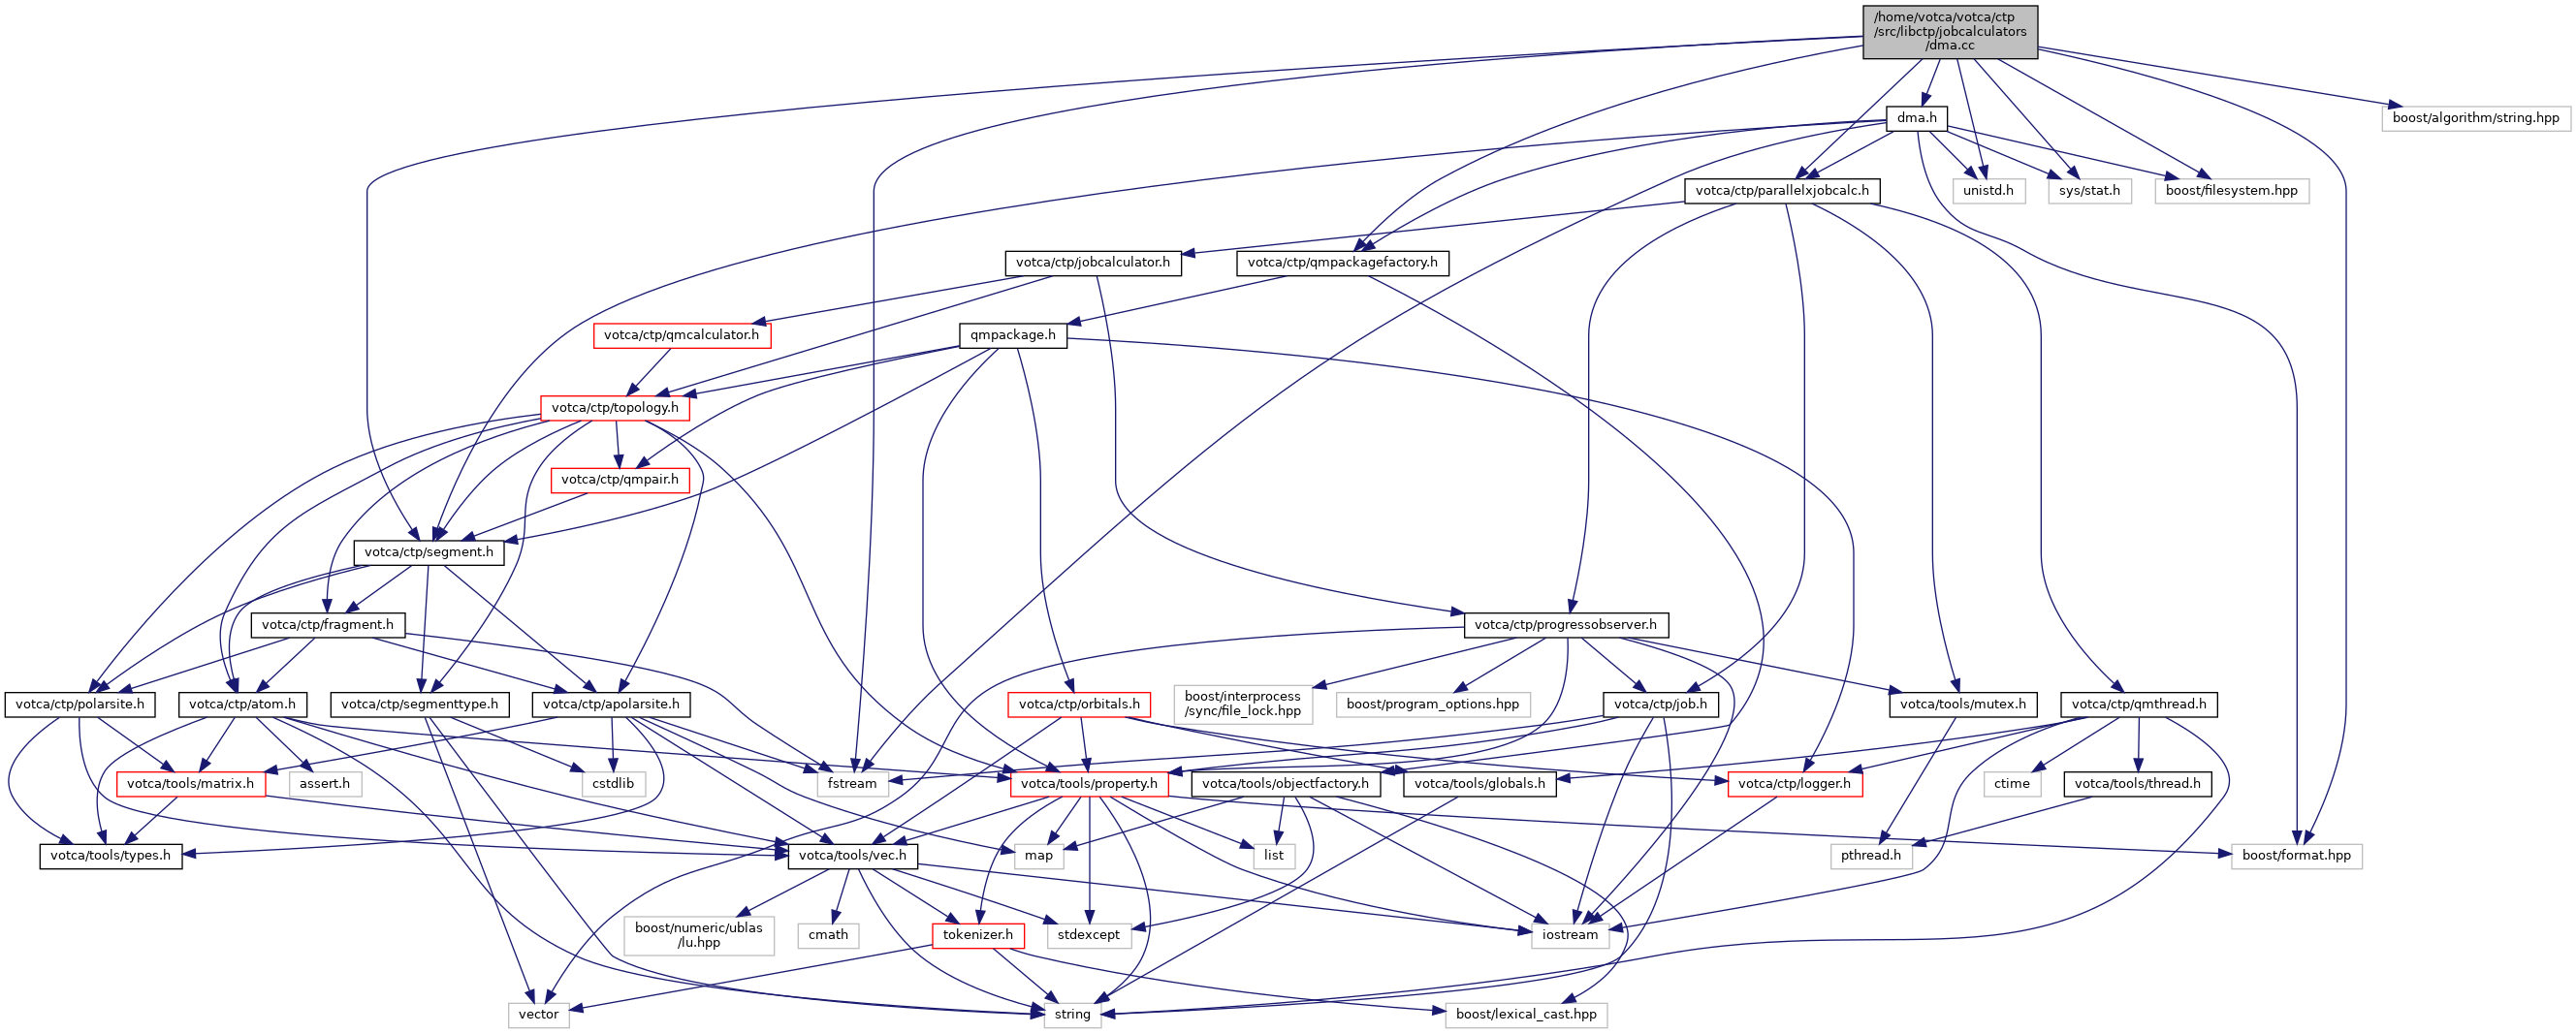 /home/votca/votca/ctp
/src/libctp/jobcalculators
/dma.cc
dma.h
boost/algorithm/string.hpp
votca/ctp/parallelxjobcalc.h
unistd.h
sys/stat.h
boost/filesystem.hpp
votca/ctp/jobcalculator.h
votca/ctp/qmpackagefactory.h
votca/ctp/qmcalculator.h
qmpackage.h
votca/ctp/topology.h
votca/ctp/qmpair.h
votca/ctp/segment.h
votca/ctp/fragment.h
votca/ctp/progressobserver.h
votca/ctp/polarsite.h
votca/ctp/atom.h
votca/ctp/segmenttype.h
votca/ctp/apolarsite.h
votca/ctp/orbitals.h
boost/interprocess
/sync/file_lock.hpp
boost/program_options.hpp
votca/ctp/job.h
votca/tools/mutex.h
votca/ctp/qmthread.h
votca/tools/matrix.h
assert.h
cstdlib
fstream
votca/tools/property.h
votca/tools/objectfactory.h
votca/tools/globals.h
votca/ctp/logger.h
ctime
votca/tools/thread.h
votca/tools/types.h
votca/tools/vec.h
map
list
pthread.h
boost/format.hpp
boost/numeric/ublas
/lu.hpp
cmath
tokenizer.h
stdexcept
iostream
vector
string
boost/lexical_cast.hpp